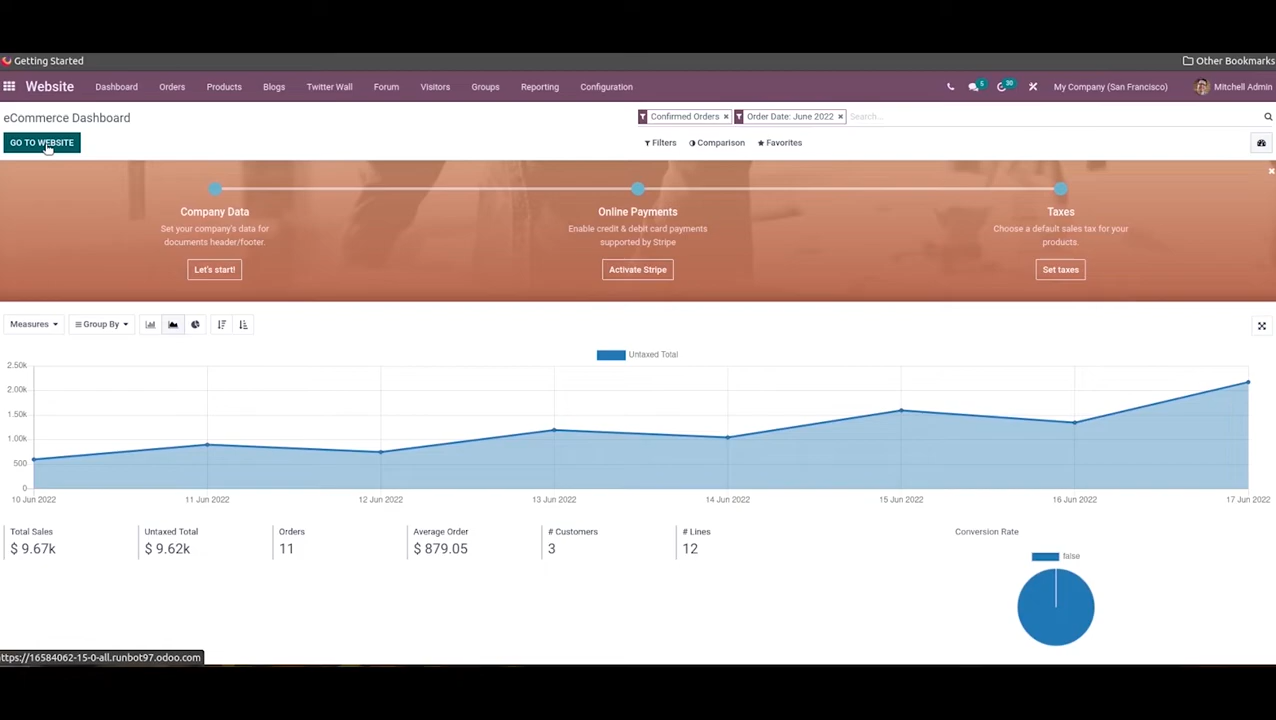 Getting Started
Other Bookmarks
Website Dashboard Orders Products Blogs Twitter Wall Forum Visitors Groups Reporting Configuration 5 30 My Company (San Francisco) Mitchell Admin
eCommerce Dashboard
Confirmed Orders × Order Date: June 2022 × Search...
GO TO WEBSITE
Filters Comparison Favorites
Company Data
Set your company's data for
documents header/footer.
Let's start!
Online Payments
Enable credit & debit card payments
supported by Stripe
Activate Stripe
Taxes
Choose a default sales tax for your
products.
Set taxes
Measures Group By
Untaxed Total
2.50k
2.00k
1.50k
1.00k
500
0
10 Jun 2022 11 Jun 2022 12 Jun 2022 13 Jun 2022 14 Jun 2022 15 Jun 2022 16 Jun 2022 17 Jun 2022
Total Sales
$ 9.67k
Untaxed Total
$ 9.62k
Orders
11
Average Order
$ 879.05
# Customers
3
# Lines
12
Conversion Rate
false
https://16584062-15-0-all.runbot97.odoo.com